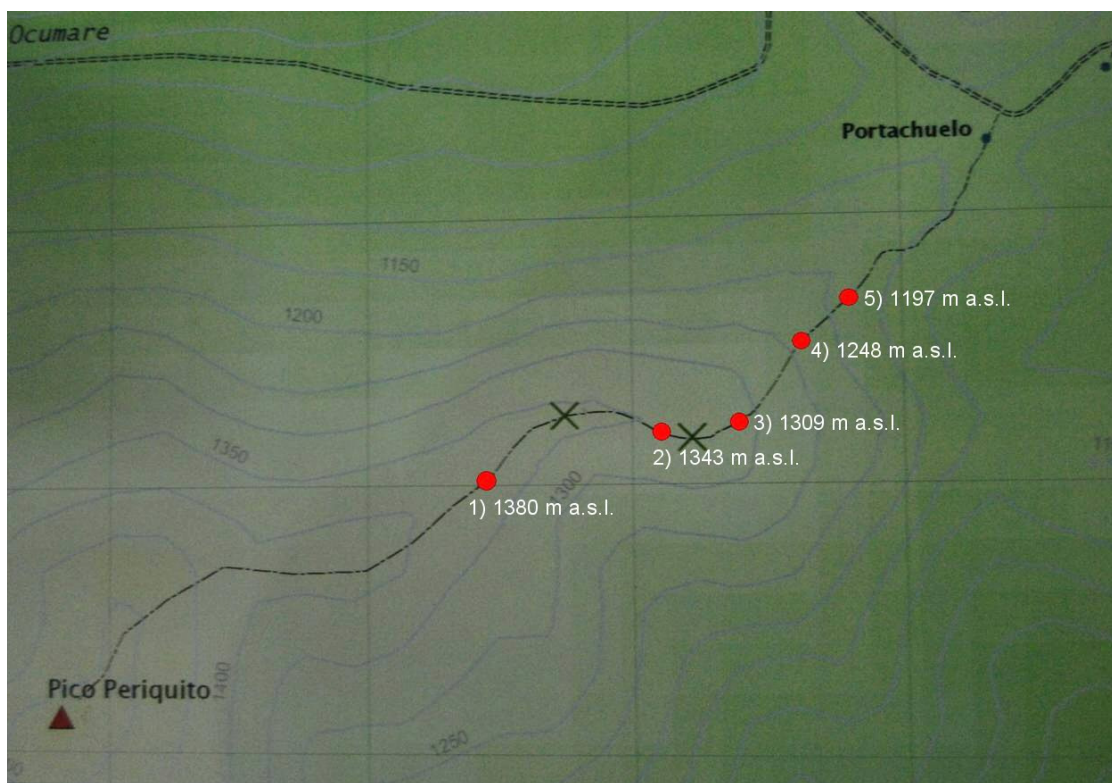 Ocumare
Portachuelo
1150
5) 1197 m a.s.l.
1200
4) 1248 m a.s.l.
3) 1309 m a.s.l.
1350
2) 1343 m a.s.l.
1300
1) 1380 m a.s.l.
Pico Periquito
1400
1250